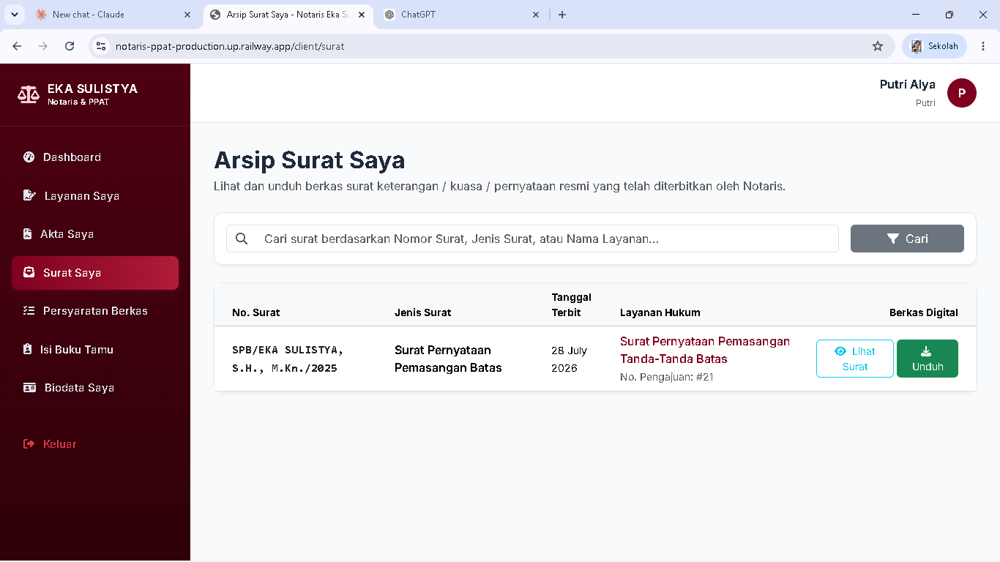 New chat - Claude
Arsip Surat Saya - Notaris Eka S
ChatGPT
notaris-ppat-production.up.railway.app/client/surat
Sekolah
EKA SULISTYA
Notaris & PPAT
Putri Alya
Putri
P
Dashboard
Layanan Saya
Akta Saya
Surat Saya
Persyaratan Berkas
Isi Buku Tamu
Biodata Saya
Keluar
Arsip Surat Saya
Lihat dan unduh berkas surat keterangan / kuasa / pernyataan resmi yang telah diterbitkan oleh Notaris.
Cari surat berdasarkan Nomor Surat, Jenis Surat, atau Nama Layanan...
Cari
No. Surat
Jenis Surat
Tanggal
Terbit
Layanan Hukum
Berkas Digital
SPB/EKA SULISTYA,
S.H., M.Kn./2025
Surat Pernyataan
Pemasangan Batas
28 July
2026
Surat Pernyataan Pemasangan
Tanda-Tanda Batas
No. Pengajuan: #21
Lihat
Surat
Unduh